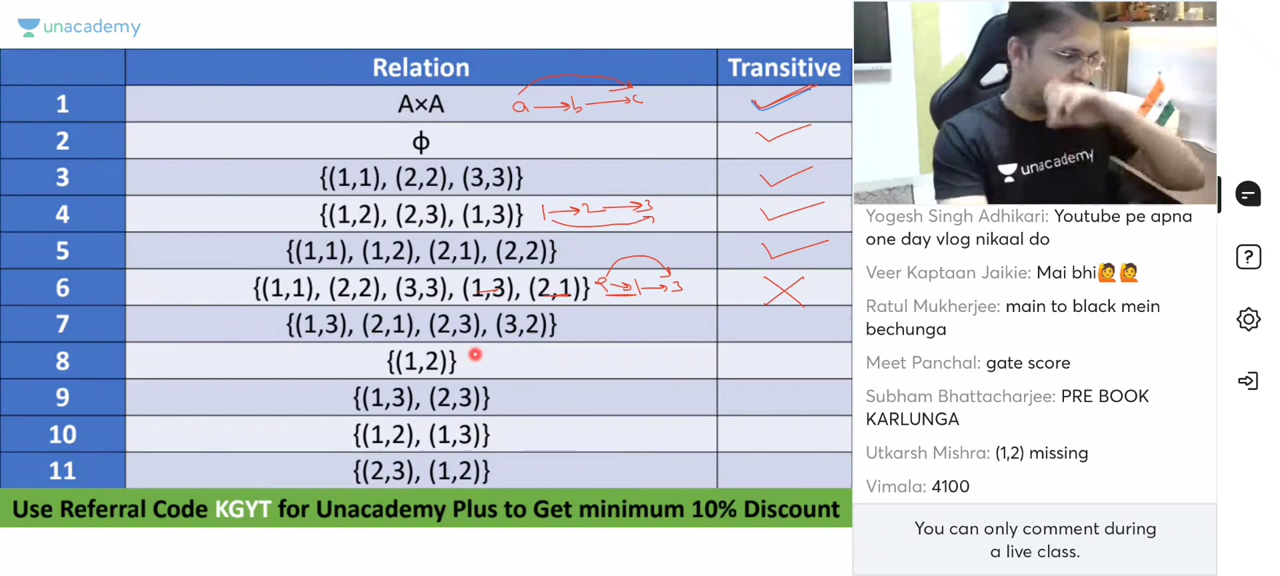 unacademy
Relation Transitive
1 A×A a → b → c ✓
2 ϕ ✓
3 {(1,1), (2,2), (3,3)} ✓
4 {(1,2), (2,3), (1,3)} 1 → 2 → 3 ✓
5 {(1,1), (1,2), (2,1), (2,2)} ✓
6 {(1,1), (2,2), (3,3), (1,3), (2,1)} 2 → 1 → 3 ✗
7 {(1,3), (2,1), (2,3), (3,2)}
8 {(1,2)}
9 {(1,3), (2,3)}
10 {(1,2), (1,3)}
11 {(2,3), (1,2)}
Use Referral Code KGYT for Unacademy Plus to Get minimum 10% Discount
unacademy
Yogesh Singh Adhikari: Youtube pe apna
one day vlog nikaal do
Veer Kaptaan Jaikie: Mai bhi🙋🙋
Ratul Mukherjee: main to black mein
bechunga
Meet Panchal: gate score
Subham Bhattacharjee: PRE BOOK
KARLUNGA
Utkarsh Mishra: (1,2) missing
Vimala: 4100
You can only comment during
a live class.
?